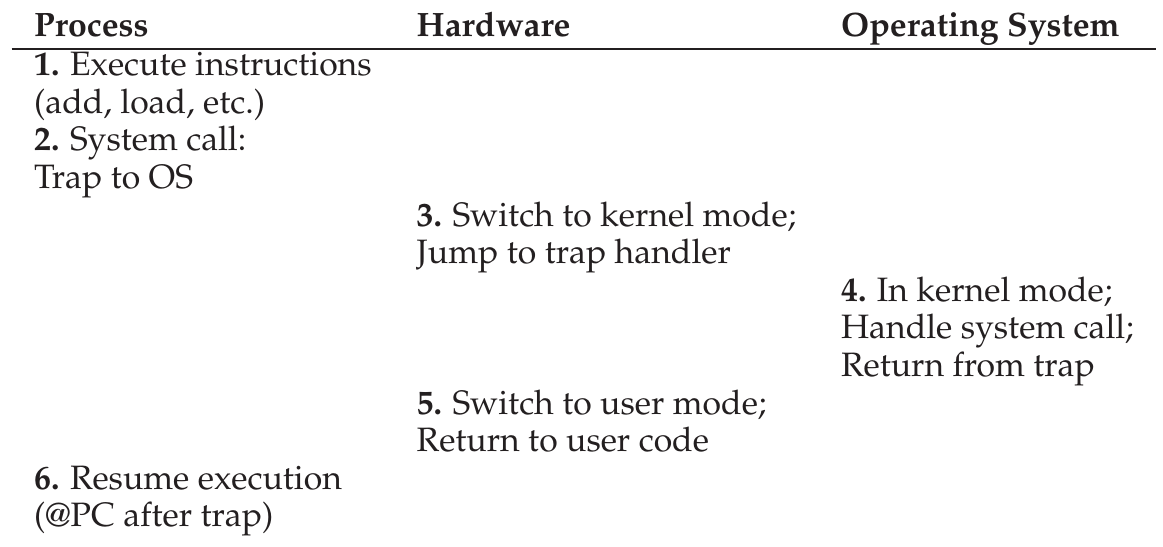 Process Hardware Operating System
1. Execute instructions
(add, load, etc.)
2. System call:
Trap to OS
3. Switch to kernel mode;
Jump to trap handler
4. In kernel mode;
Handle system call;
Return from trap
5. Switch to user mode;
Return to user code
6. Resume execution
(@PC after trap)